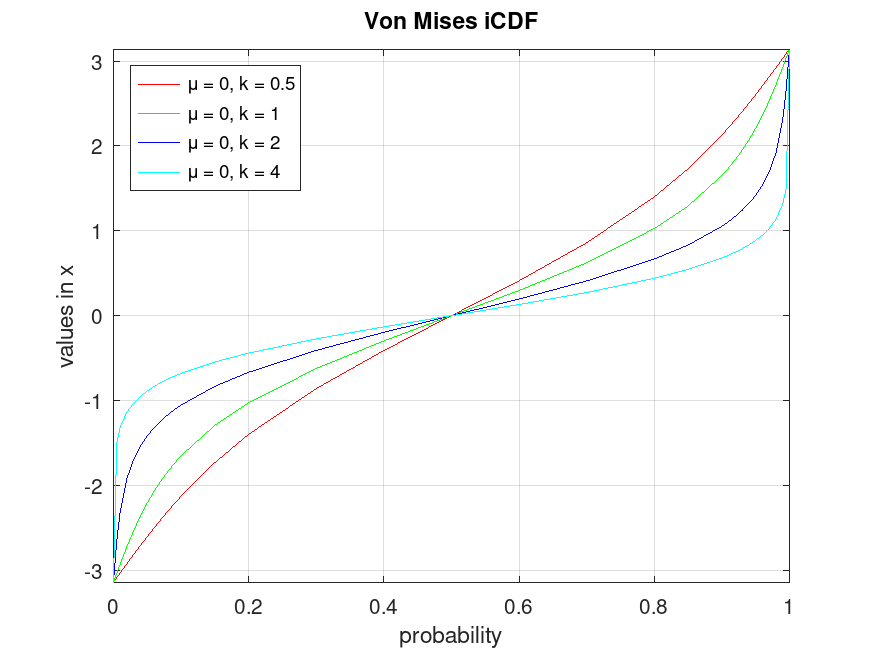 Von Mises iCDF
μ = 0, k = 0.5
μ = 0, k = 1
μ = 0, k = 2
μ = 0, k = 4
values in x
3
2
1
0
-1
-2
-3
0
0.2
0.4
0.6
0.8
1
probability